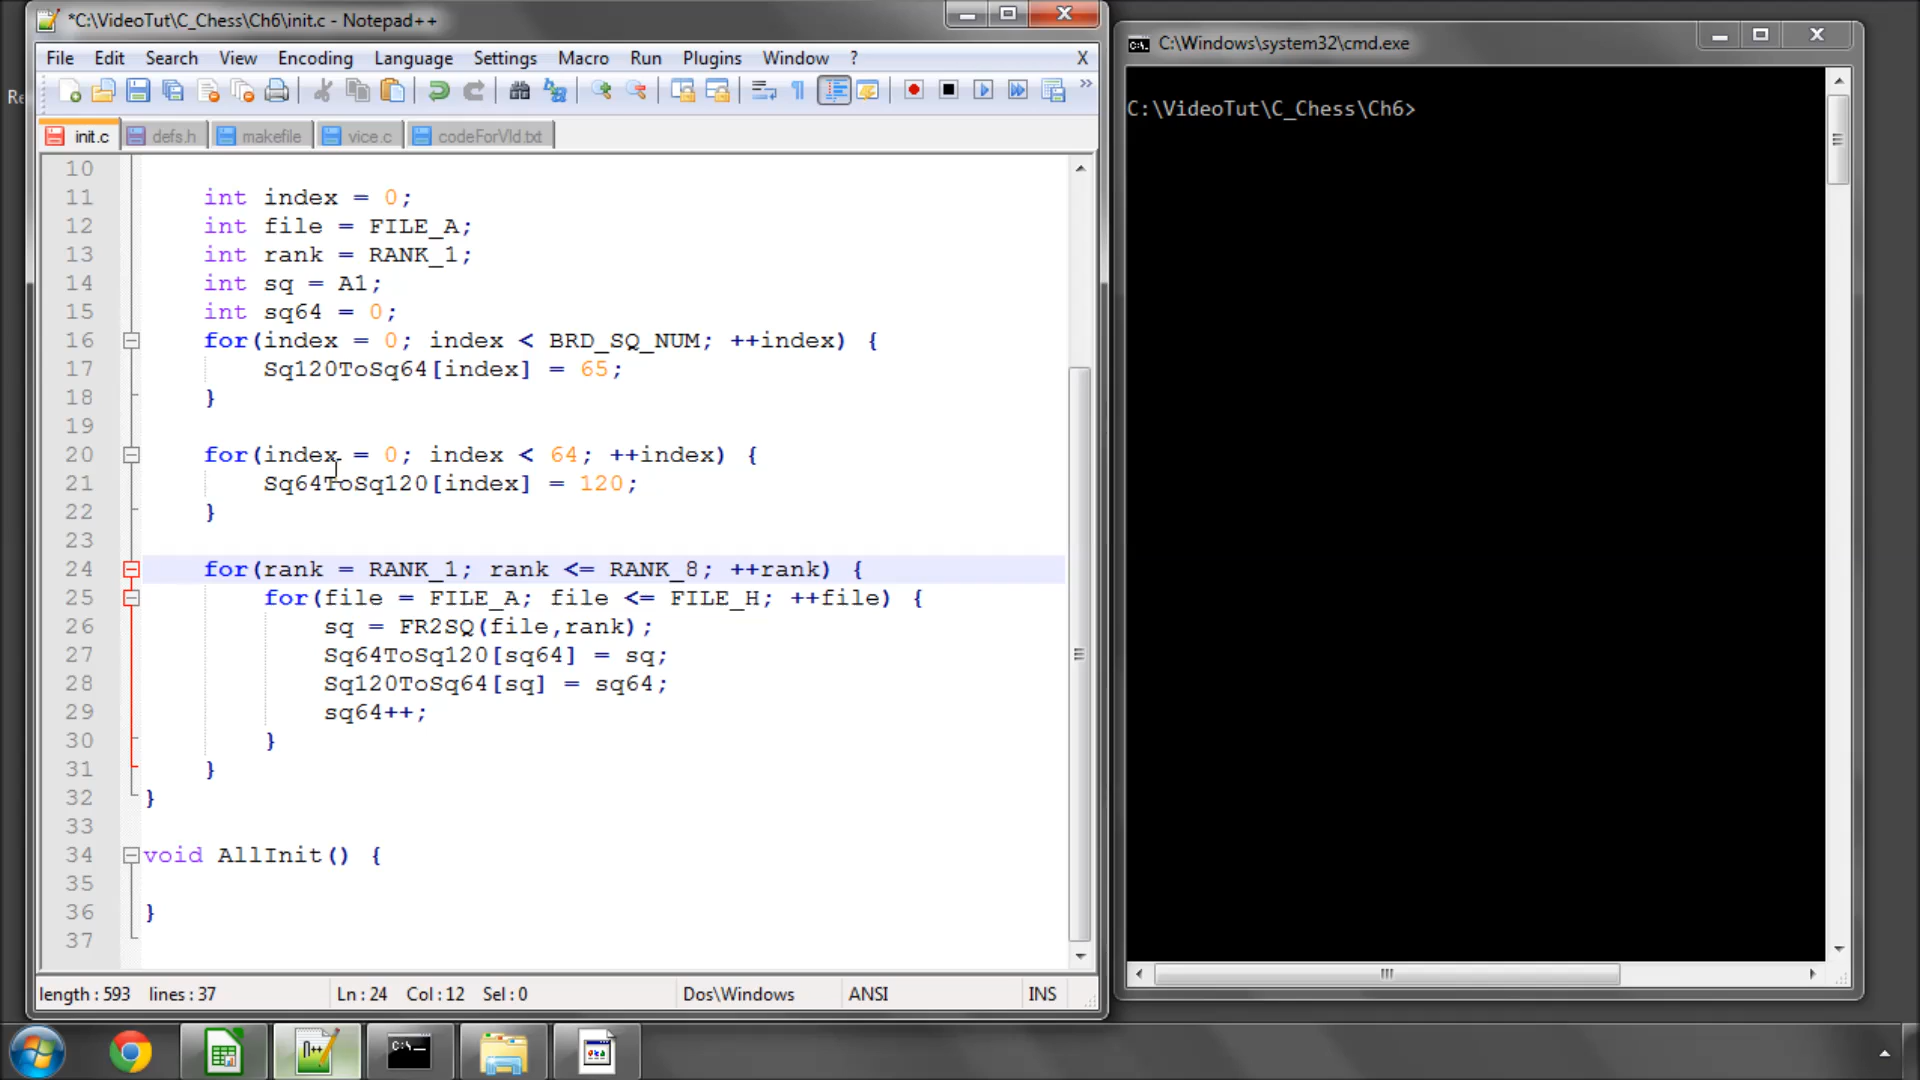 *C:\VideoTut\C_Chess\Ch6\init.c - Notepad++
File Edit Search View Encoding Language Settings Macro Run Plugins Window ? X
init.c defs.h makefile vice.c codeForVid.txt
10
11 int index = 0;
12 int file = FILE_A;
13 int rank = RANK_1;
14 int sq = A1;
15 int sq64 = 0;
16 for(index = 0; index < BRD_SQ_NUM; ++index) {
17 Sq120ToSq64[index] = 65;
18 }
19
20 for(index = 0; index < 64; ++index) {
21 Sq64ToSq120[index] = 120;
22 }
23
24 for(rank = RANK_1; rank <= RANK_8; ++rank) {
25 for(file = FILE_A; file <= FILE_H; ++file) {
26 sq = FR2SQ(file,rank);
27 Sq64ToSq120[sq64] = sq;
28 Sq120ToSq64[sq] = sq64;
29 sq64++;
30 }
31 }
32 }
33
34 void AllInit() {
35
36 }
37
length : 593 lines : 37 Ln : 24 Col : 12 Sel : 0 Dos\Windows ANSI INS
C:\Windows\system32\cmd.exe
C:\VideoTut\C_Chess\Ch6>
Re